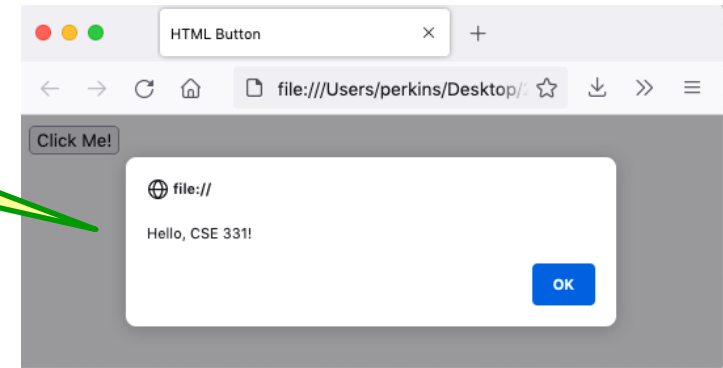 HTML Button
file:///Users/perkins/Desktop/
Click Me!
file://
Hello, CSE 331!
OK